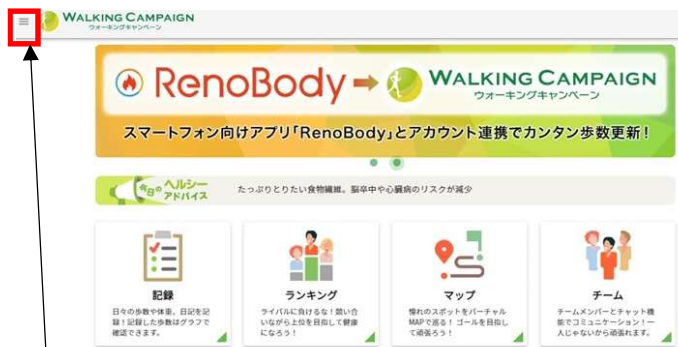 WALKING CAMPAIGN
ウォーキングキャンペーン
RenoBody
WALKING CAMPAIGN
ウォーキングキャンペーン
スマートフォン向けアプリ「RenoBody」とアカウント連携でカンタン歩数更新！
今日の ヘルシー
アドバイス
たっぷりとりたい食物繊維。脳卒中や心臓病のリスクが減少
記録
日々の歩数や体重、日記を記
録！記録した歩数はグラフで
確認できます。
ランキング
ライバルに負けるな！競い合
いながら上位を目指して健康
になろう！
マップ
憧れのスポットをバーチャル
MAPで巡る！ ゴールを目指し
て頑張ろう！
チーム
チームメンバーとチャット機
能でコミュニケーション！一
人じゃないから頑張れます。